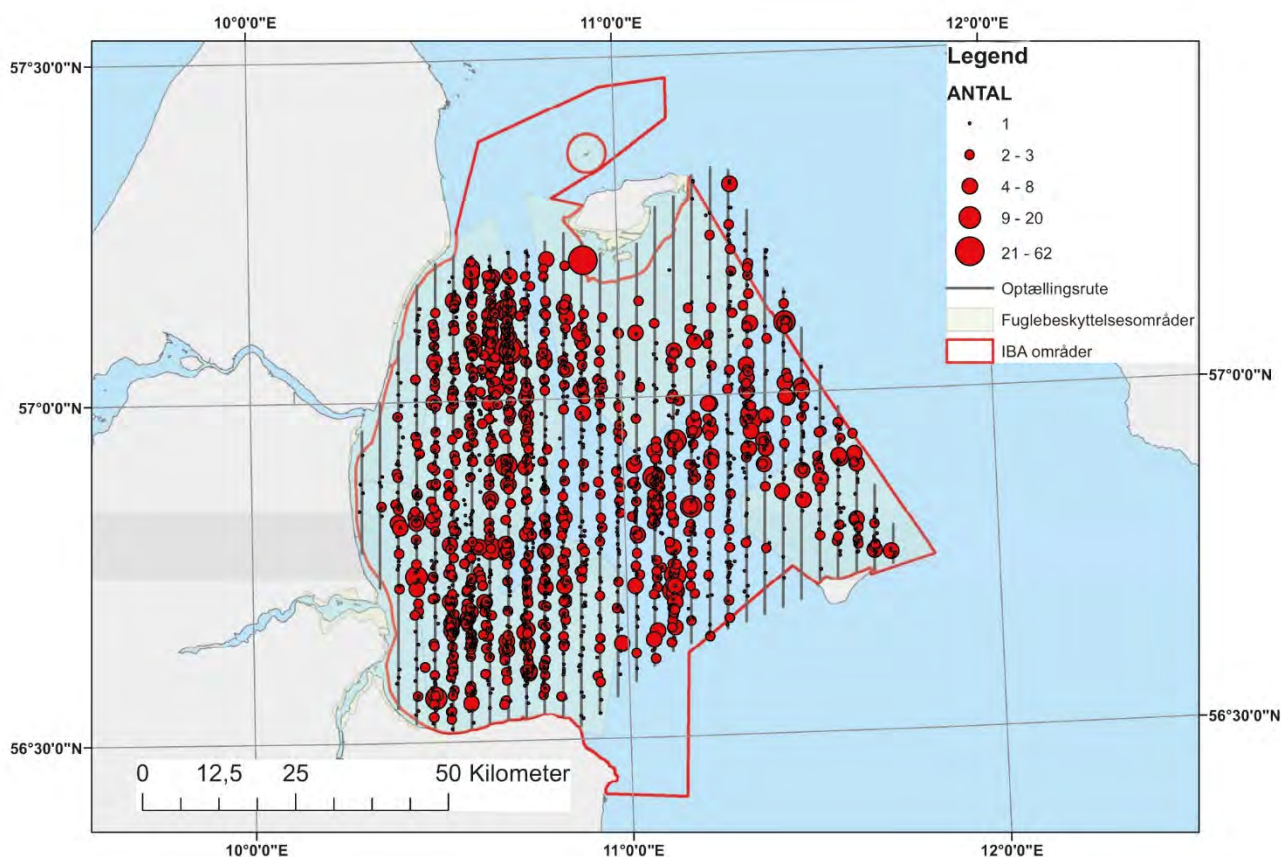 10°0'0"E
11°0'0"E
12°0'0"E
57°30'0"N
Legend
ANTAL
1
2 - 3
4 - 8
9 - 20
21 - 62
Optællingsrute
Fuglebeskyttelsesområder
IBA områder
57°0'0"N
57°0'0"N
56°30'0"N
56°30'0"N
0 12,5 25 50 Kilometer
10°0'0"E
11°0'0"E
12°0'0"E